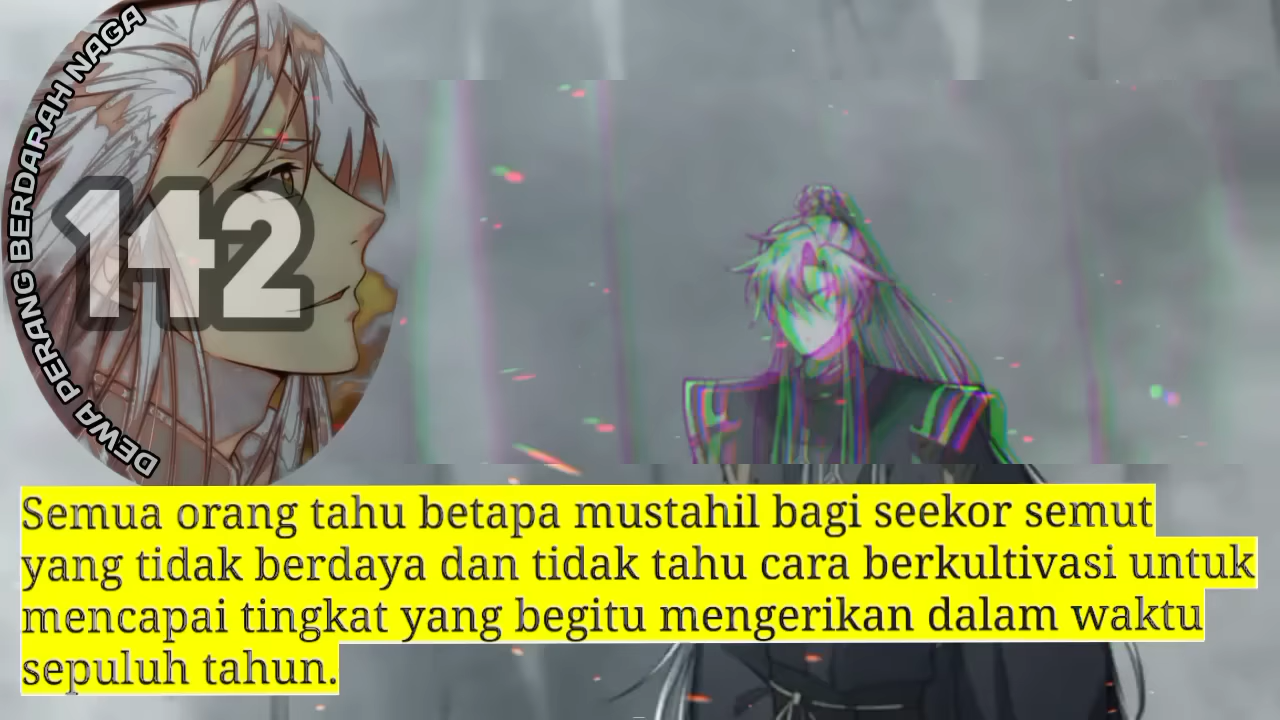 DEWA PERANG BERDARAH NAGA
142
Semua orang tahu betapa mustahil bagi seekor semut
yang tidak berdaya dan tidak tahu cara berkultivasi untuk
mencapai tingkat yang begitu mengerikan dalam waktu
sepuluh tahun.